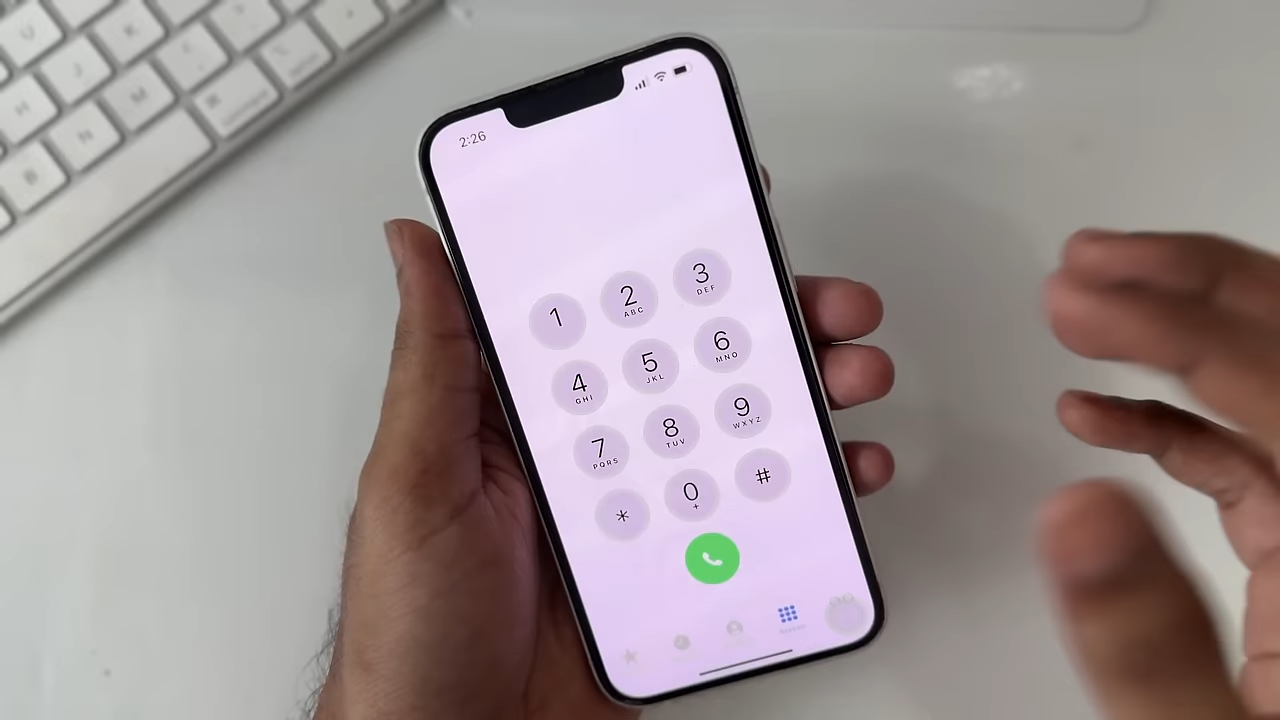 U
K
J
H
M
N
B
command
2:26
1
2
ABC
3
DEF
4
GHI
5
JKL
6
MNO
7
PQRS
8
TUV
9
WXYZ
*
0
+
#